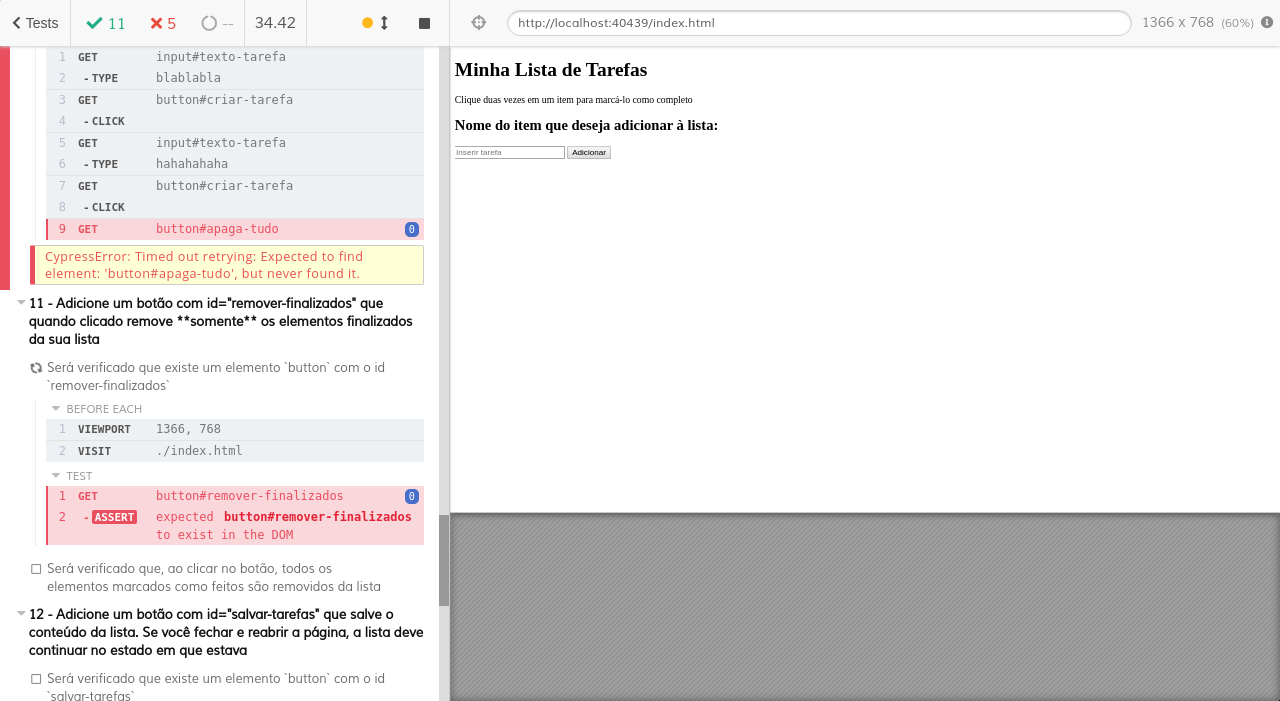 Tests 11 5 -- 34.42 http://localhost:40439/index.html 1366 x 768 (60%)
1 GET input#texto-tarefa
2 - TYPE blablabla
3 GET button#criar-tarefa
4 - CLICK
5 GET input#texto-tarefa
6 - TYPE hahahahaha
7 GET button#criar-tarefa
8 - CLICK
9 GET button#apaga-tudo 0
CypressError: Timed out retrying: Expected to find
element: 'button#apaga-tudo', but never found it.
11 - Adicione um botão com id="remover-finalizados" que
quando clicado remove **somente** os elementos finalizados
da sua lista
Será verificado que existe um elemento `button` com o id
`remover-finalizados`
BEFORE EACH
1 VIEWPORT 1366, 768
2 VISIT ./index.html
TEST
1 GET button#remover-finalizados 0
2 - ASSERT expected button#remover-finalizados
to exist in the DOM
Será verificado que, ao clicar no botão, todos os
elementos marcados como feitos são removidos da lista
12 - Adicione um botão com id="salvar-tarefas" que salve o
conteúdo da lista. Se você fechar e reabrir a página, a lista deve
continuar no estado em que estava
Será verificado que existe um elemento `button` com o id
`salvar-tarefas`
Minha Lista de Tarefas
Clique duas vezes em um item para marcá-lo como completo
Nome do item que deseja adicionar à lista:
Inserir tarefa Adicionar